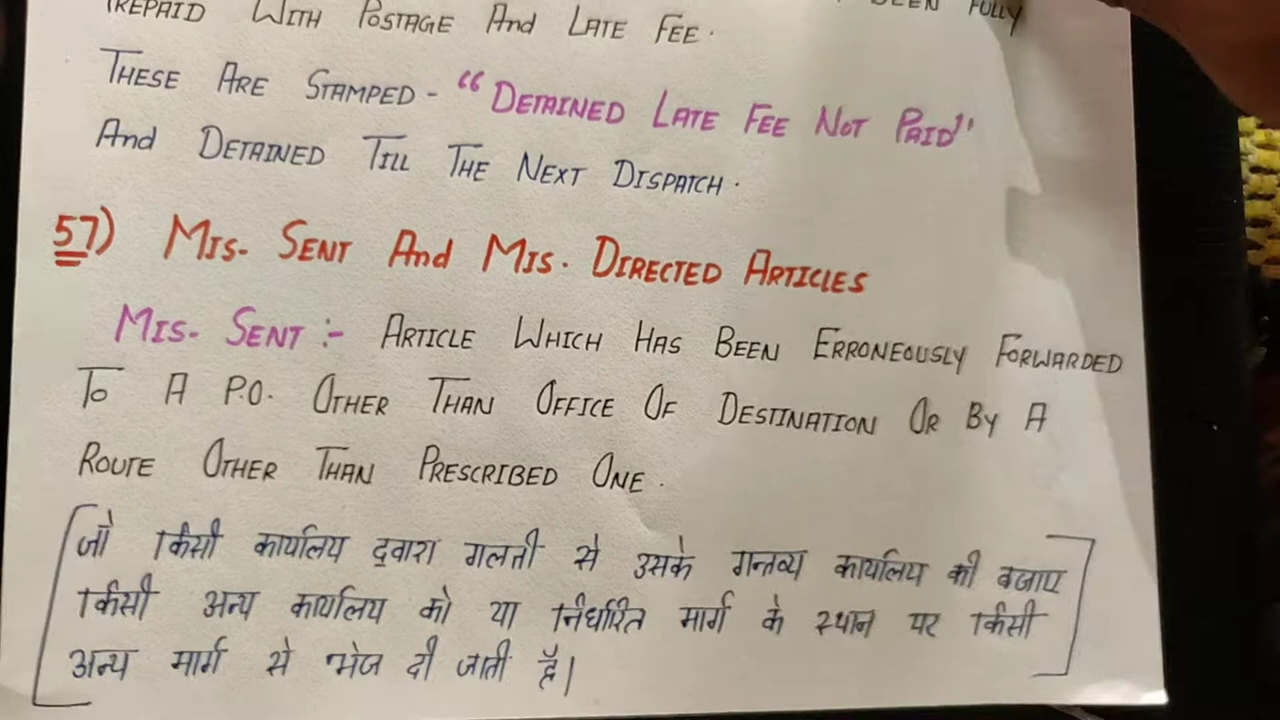 PREPAID WITH POSTAGE And LATE FEE. BEEN FULLY
THESE ARE STAMPED - "DETAINED LATE FEE NOT PAID"
And DETAINED TILL THE NEXT DISPATCH.
57) MIS- SENT And MIS. DIRECTED ARTICLES
MIS- SENT :- ARTICLE WHICH HAS BEEN ERRONEOUSLY FORWARDED
TO A P.O. OTHER THAN OFFICE OF DESTINATION OR By A
ROUTE OTHER THAN PRESCRIBED ONE.
[जो किसी कार्यालय द्वारा गलती से उसके गन्तव्य कार्यालय की बजाए
किसी अन्य कार्यालय को या निर्धारित मार्ग के स्थान पर किसी
अन्य मार्ग से भेज दी जाती है।]